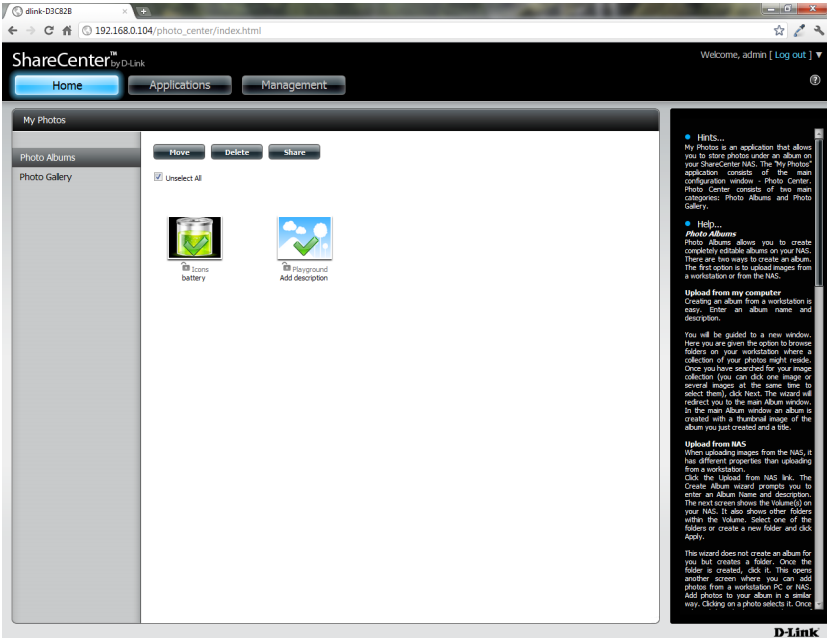 dlink-D3C82B
192.168.0.104/photo_center/index.html
ShareCenter™ by D-Link
Welcome, admin [ Log out ] ▼
Home Applications Management
My Photos
Photo Albums
Photo Gallery
Move Delete Share
Unselect All
Icons
battery
Playground
Add description
Hints...
My Photos is an application that allows
you to store photos under an album on
your ShareCenter NAS. The "My Photos"
application consists of the main
configuration window - Photo Center.
Photo Center consists of two main
categories: Photo Albums and Photo
Gallery.
Help...
Photo Albums
Photo Albums allows you to create
completely editable albums on your NAS.
There are two ways to create an album.
The first option is to upload images from
a workstation or from the NAS.
Upload from my computer
Creating an album from a workstation is
easy. Enter an album name and
description.
You will be guided to a new window.
Here you are given the option to browse
folders on your workstation where a
collection of your photos might reside.
Once you have searched for your image
collection (you can click one image or
several images at the same time to
select them), click Next. The wizard will
redirect you to the main Album window.
In the main Album window an album is
created with a thumbnail image of the
album you just created and a title.
Upload from NAS
When uploading images from the NAS, it
has different properties than uploading
from a workstation.
Click the Upload from NAS link. The
Create Album wizard prompts you to
enter an Album Name and description.
The next screen shows the Volume(s) on
your NAS. It also shows other folders
within the Volume. Select one of the
folders or create a new folder and click
Apply.
This wizard does not create an album for
you but creates a folder. Once the
folder is created, click it. This opens
another screen where you can add
photos from a workstation PC or NAS.
Add photos to your album in a similar
way. Clicking on a photo selects it. Once
D-Link